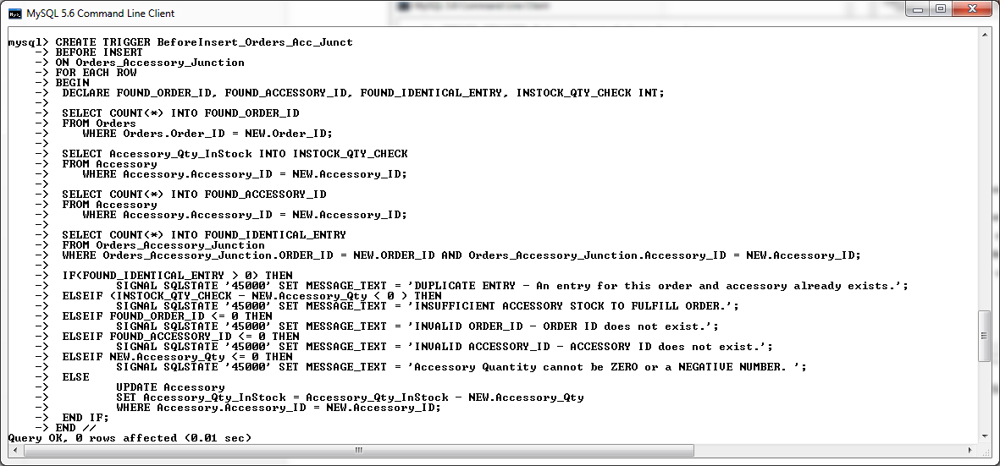 MySQL 5.6 Command Line Client
mysql> CREATE TRIGGER BeforeInsert_Orders_Acc_Junct
    -> BEFORE INSERT
    -> ON Orders_Accessory_Junction
    -> FOR EACH ROW
    -> BEGIN
    ->  DECLARE FOUND_ORDER_ID, FOUND_ACCESSORY_ID, FOUND_IDENTICAL_ENTRY, INSTOCK_QTY_CHECK INT;
    ->
    ->  SELECT COUNT(*) INTO FOUND_ORDER_ID
    ->  FROM Orders
    ->     WHERE Orders.Order_ID = NEW.Order_ID;
    ->
    ->  SELECT Accessory_Qty_InStock INTO INSTOCK_QTY_CHECK
    ->  FROM Accessory
    ->     WHERE Accessory.Accessory_ID = NEW.Accessory_ID;
    ->
    ->  SELECT COUNT(*) INTO FOUND_ACCESSORY_ID
    ->  FROM Accessory
    ->     WHERE Accessory.Accessory_ID = NEW.Accessory_ID;
    ->
    ->  SELECT COUNT(*) INTO FOUND_IDENTICAL_ENTRY
    ->  FROM Orders_Accessory_Junction
    ->  WHERE Orders_Accessory_Junction.ORDER_ID = NEW.ORDER_ID AND Orders_Accessory_Junction.Accessory_ID = NEW.Accessory_ID;
    ->
    ->  IF(FOUND_IDENTICAL_ENTRY > 0) THEN
    ->          SIGNAL SQLSTATE '45000' SET MESSAGE_TEXT = 'DUPLICATE ENTRY - An entry for this order and accessory already exists.';
    ->  ELSEIF (INSTOCK_QTY_CHECK - NEW.Accessory_Qty < 0 ) THEN
    ->          SIGNAL SQLSTATE '45000' SET MESSAGE_TEXT = 'INSUFFICIENT ACCESSORY STOCK TO FULFILL ORDER.';
    ->  ELSEIF FOUND_ORDER_ID <= 0 THEN
    ->          SIGNAL SQLSTATE '45000' SET MESSAGE_TEXT = 'INVALID ORDER_ID - ORDER ID does not exist.';
    ->  ELSEIF FOUND_ACCESSORY_ID <= 0 THEN
    ->          SIGNAL SQLSTATE '45000' SET MESSAGE_TEXT = 'INVALID ACCESSORY_ID - ACCESSORY ID does not exist.';
    ->  ELSEIF NEW.Accessory_Qty <= 0 THEN
    ->          SIGNAL SQLSTATE '45000' SET MESSAGE_TEXT = 'Accessory Quantity cannot be ZERO or a NEGATIVE NUMBER. ';
    ->  ELSE
    ->          UPDATE Accessory
    ->          SET Accessory_Qty_InStock = Accessory_Qty_InStock - NEW.Accessory_Qty
    ->          WHERE Accessory.Accessory_ID = NEW.Accessory_ID;
    ->  END IF;
    -> END //
Query OK, 0 rows affected (0.01 sec)